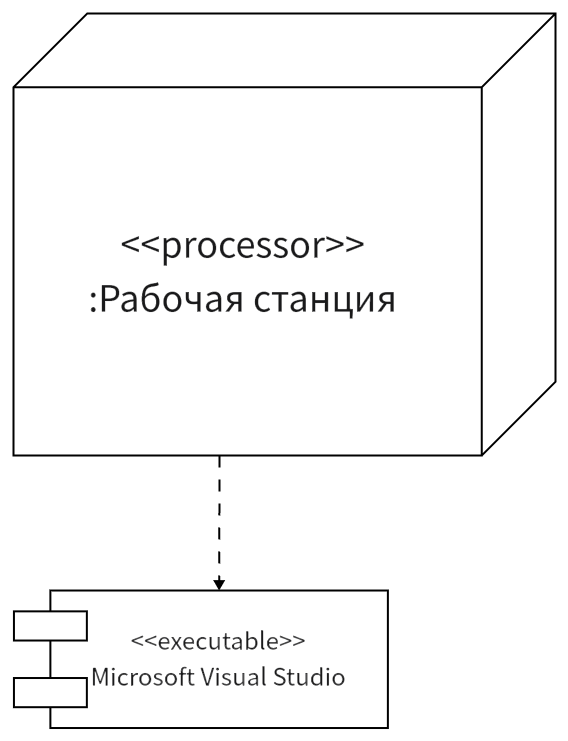 <<processor>>
:Рабочая станция
<<executable>>
Microsoft Visual Studio